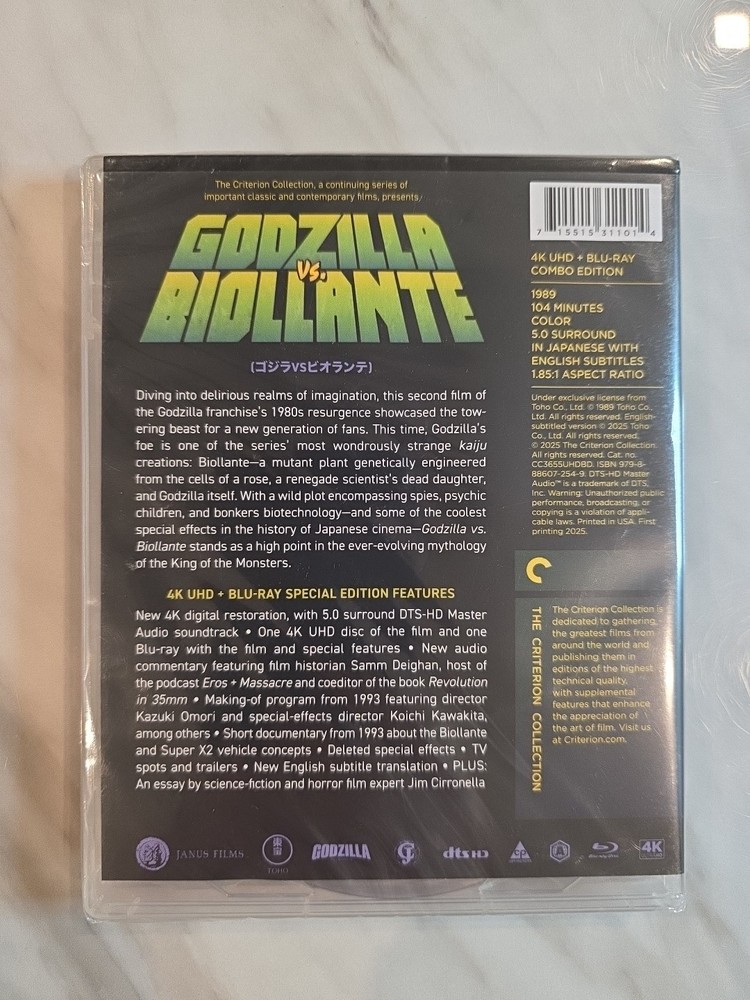 The Criterion Collection, a continuing series of
important classic and contemporary films, presents
GODZILLA
VS.
BIOLLANTE
(ゴジラVSビオランテ)
Diving into delirious realms of imagination, this second film of
the Godzilla franchise's 1980s resurgence showcased the tow-
ering beast for a new generation of fans. This time, Godzilla's
foe is one of the series' most wondrously strange kaiju
creations: Biollante—a mutant plant genetically engineered
from the cells of a rose, a renegade scientist's dead daughter,
and Godzilla itself. With a wild plot encompassing spies, psychic
children, and bonkers biotechnology—and some of the coolest
special effects in the history of Japanese cinema—Godzilla vs.
Biollante stands as a high point in the ever-evolving mythology
of the King of the Monsters.
4K UHD + BLU-RAY SPECIAL EDITION FEATURES
New 4K digital restoration, with 5.0 surround DTS-HD Master
Audio soundtrack • One 4K UHD disc of the film and one
Blu-ray with the film and special features • New audio
commentary featuring film historian Samm Deighan, host of
the podcast Eros + Massacre and coeditor of the book Revolution
in 35mm • Making-of program from 1993 featuring director
Kazuki Omori and special-effects director Koichi Kawakita,
among others • Short documentary from 1993 about the Biollante
and Super X2 vehicle concepts • Deleted special effects • TV
spots and trailers • New English subtitle translation • PLUS:
An essay by science-fiction and horror film expert Jim Cirronella
7 15515 31101 4
4K UHD + BLU-RAY
COMBO EDITION
1989
104 MINUTES
COLOR
5.0 SURROUND
IN JAPANESE WITH
ENGLISH SUBTITLES
1.85:1 ASPECT RATIO
Under exclusive license from
Toho Co., Ltd. © 1989 Toho Co.,
Ltd. All rights reserved. English-
subtitled version © 2025 Toho
Co., Ltd. All rights reserved.
© 2025 The Criterion Collection.
All rights reserved. Cat. no.
CC3655UHDBD. ISBN 979-8-
88607-254-9. DTS-HD Master
Audio™ is a trademark of DTS,
Inc. Warning: Unauthorized public
performance, broadcasting, or
copying is a violation of appli-
cable laws. Printed in USA. First
printing 2025.
THE CRITERION COLLECTION
The Criterion Collection is
dedicated to gathering
the greatest films from
around the world and
publishing them in
editions of the highest
technical quality,
with supplemental
features that enhance
the appreciation of
the art of film. Visit us
at Criterion.com.
JANUS FILMS
東宝
TOHO
GODZILLA
dts HD
Blu-ray Disc
4K